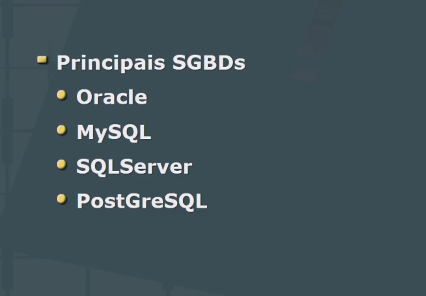 Principais SGBDs
Oracle
MySQL
SQLServer
PostGreSQL